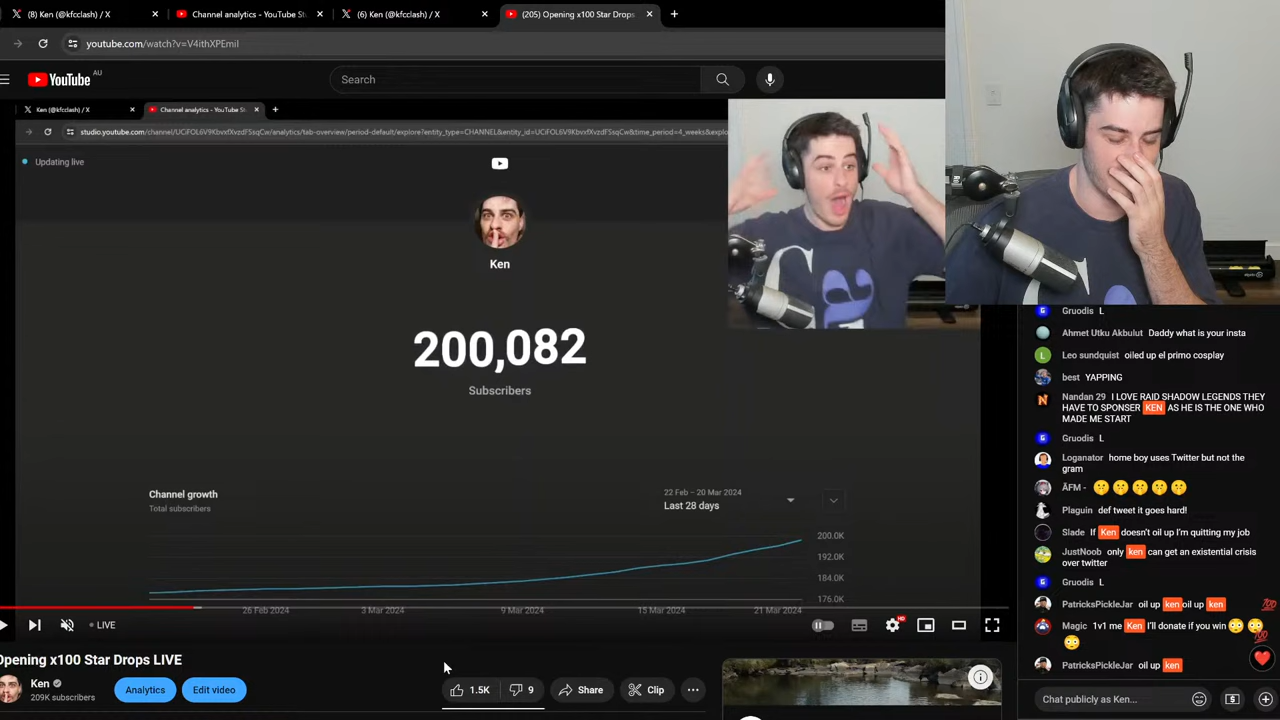 (8) Ken (@kfcclash) / X
Channel analytics - YouTube St
(6) Ken (@kfcclash) / X
(205) Opening x100 Star Drops
youtube.com/watch?v=V4ithXPEmiI
YouTube AU
Search
Ken (@kfcclash) / X
Channel analytics - YouTube St
Updating live
Ken
200,082
Subscribers
Channel growth
Total subscribers
22 Feb – 20 Mar 2024
Last 28 days
200.0K
192.0K
184.0K
176.0K
26 Feb 2024
3 Mar 2024
9 Mar 2024
15 Mar 2024
21 Mar 2024
LIVE
HD
Opening x100 Star Drops LIVE
Ken
209K subscribers
Analytics
Edit video
1.5K
9
Share
Clip
Gruodis L
Ahmet Utku Akbulut Daddy what is your insta
Leo sundquist oiled up el primo cosplay
best YAPPING
Nandan 29 I LOVE RAID SHADOW LEGENDS THEY
HAVE TO SPONSER KEN AS HE IS THE ONE WHO
MADE ME START
Gruodis L
Loganator home boy uses Twitter but not the
gram
ÃFM - 🤫🤫🤫🤫🤫
Plaguin def tweet it goes hard!
Slade If Ken doesn't oil up I'm quitting my job
JustNoob only ken can get an existential crisis
over twitter
Gruodis L
PatricksPickleJar oil up ken oil up ken
Magic 1v1 me Ken I'll donate if you win 😳 😳
😳
PatricksPickleJar oil up ken
Chat publicly as Ken...